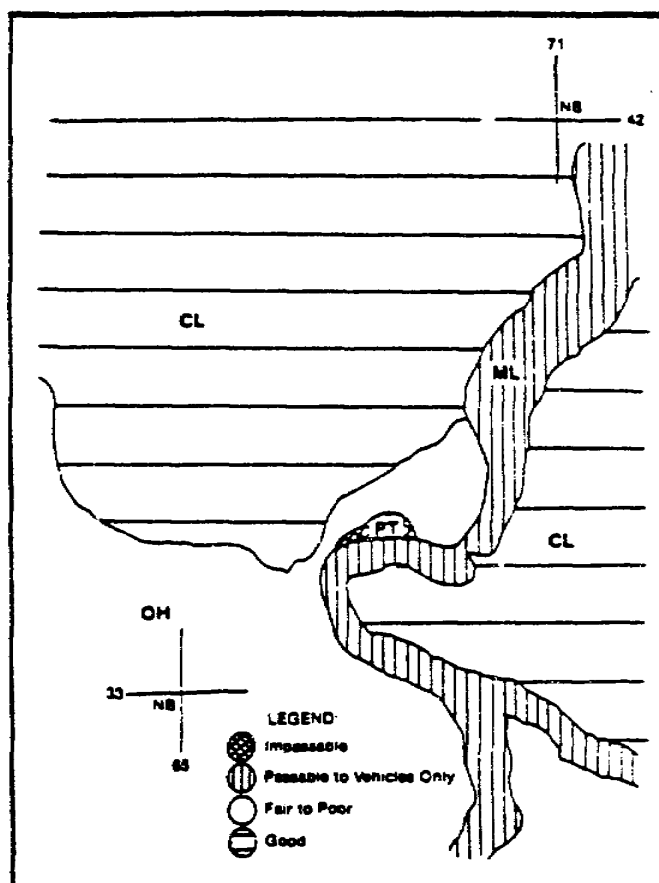 71
NB
42
CL
ML
PT
CL
OH
33
NB
65
LEGEND
Impassable
Passable to Vehicles Only
Fair to Poor
Good